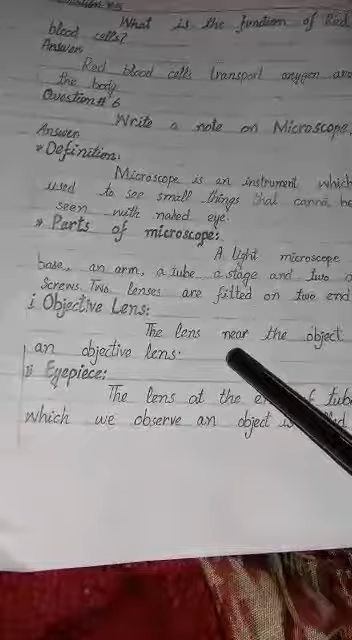 What is the function of Red
blood cells?
Answer
Red blood cells transport oxygen
the body
Question# 6
Write a note on Microscope.
Answer
Definition:
Microscope is an instrument which
used to see small things that cannot be
seen with naked eye.
Parts of microscope:
A light microscope
base, an arm, a tube a stage and two
Screws. Two lenses are fitted on two end
i Objective Lens:
The lens near the object
an objective lens.
ii Eyepiece:
The lens at the of tube
which we observe an object is